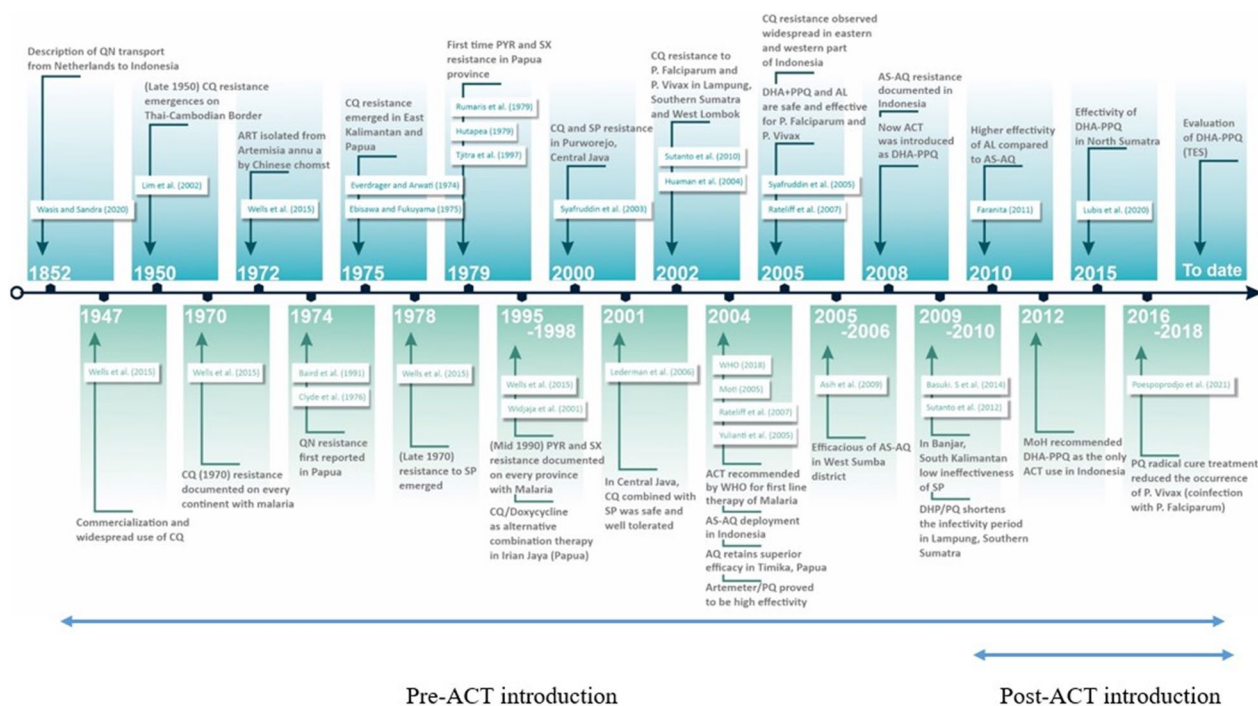 Description of QN transport
from Netherlands to Indonesia
Wasis and Sandra (2020)
1852
(Late 1950) CQ resistance
emergences on
Thai-Cambodian Border
Lim et al. (2002)
1950
ART isolated from
Artemisia annu a
by Chinese chomst
Wells et al. (2015)
1972
CQ resistance
emerged in East
Kalimantan and
Papua
Everdrager and Arwati (1974)
Ebisawa and Fukuyama (1975)
1975
First time PYR and SX
resistance in Papua
province
Rumaris et al. (1979)
Hutapea (1979)
Tjitra et al. (1997)
1979
CQ and SP resistance
in Purworejo,
Central Java
Syafruddin et al. (2003)
2000
CQ resistance to
P. Falciparum and
P. Vivax in Lampung,
Southern Sumatra
and West Lombok
Sutanto et al. (2010)
Huaman et al. (2004)
2002
CQ resistance observed
widespread in eastern
and western part
of Indonesia
DHA+PPQ and AL
are safe and effective
for P. Falciparum and
P. Vivax
Syafruddin et al. (2005)
Rateliff et al. (2007)
2005
AS-AQ resistance
documented in
Indonesia
Now ACT
was introduced
as DHA-PPQ
2008
Higher effectivity
of AL compared
to AS-AQ
Faranita (2011)
2010
Effectivity of
DHA-PPQ
in North Sumatra
Lubis et al. (2020)
2015
Evaluation
of DHA-PPQ
(TES)
To date
1947
Wells et al. (2015)
Commercialization and
widespread use of CQ
1970
Wells et al. (2015)
CQ (1970) resistance
documented on every
continent with malaria
1974
Baird et al. (1991)
Clyde et al. (1976)
QN resistance
first reported in
Papua
1978
Wells et al. (2015)
(Late 1970)
resistance to SP
emerged
1995
-1998
Wells et al. (2015)
Widjaja et al. (2001)
(Mid 1990) PYR and SX
resistance documented
on every province
with Malaria
CQ/Doxycycline
as alternative
combination therapy
in Irian Jaya (Papua)
2001
Lederman et al. (2006)
In Central Java,
CQ combined with
SP was safe and
well tolerated
2004
WHO (2018)
Moti (2005)
Rateliff et al. (2007)
Yulianti et al. (2005)
ACT recommended
by WHO for first line
therapy of Malaria
AS-AQ deployment
in Indonesia
AQ retains superior
efficacy in Timika, Papua
Artemeter/PQ proved
to be high effectivity
2005
-2006
Asih et al. (2009)
Efficacious of AS-AQ
in West Sumba
district
2009
-2010
Basuki. S et al (2014)
Sutanto et al. (2012)
In Banjar,
South Kalimantan
low ineffectiveness
of SP
DHP/PQ shortens
the infectivity period
in Lampung, Southern
Sumatra
2012
MoH recommended
DHA-PPQ as the only
ACT use in Indonesia
2016
-2018
Poespoprodjo et al. (2021)
PQ radical cure treatment
reduced the occurrence
of P. Vivax (coinfection
with P. Falciparum)
Pre-ACT introduction
Post-ACT introduction